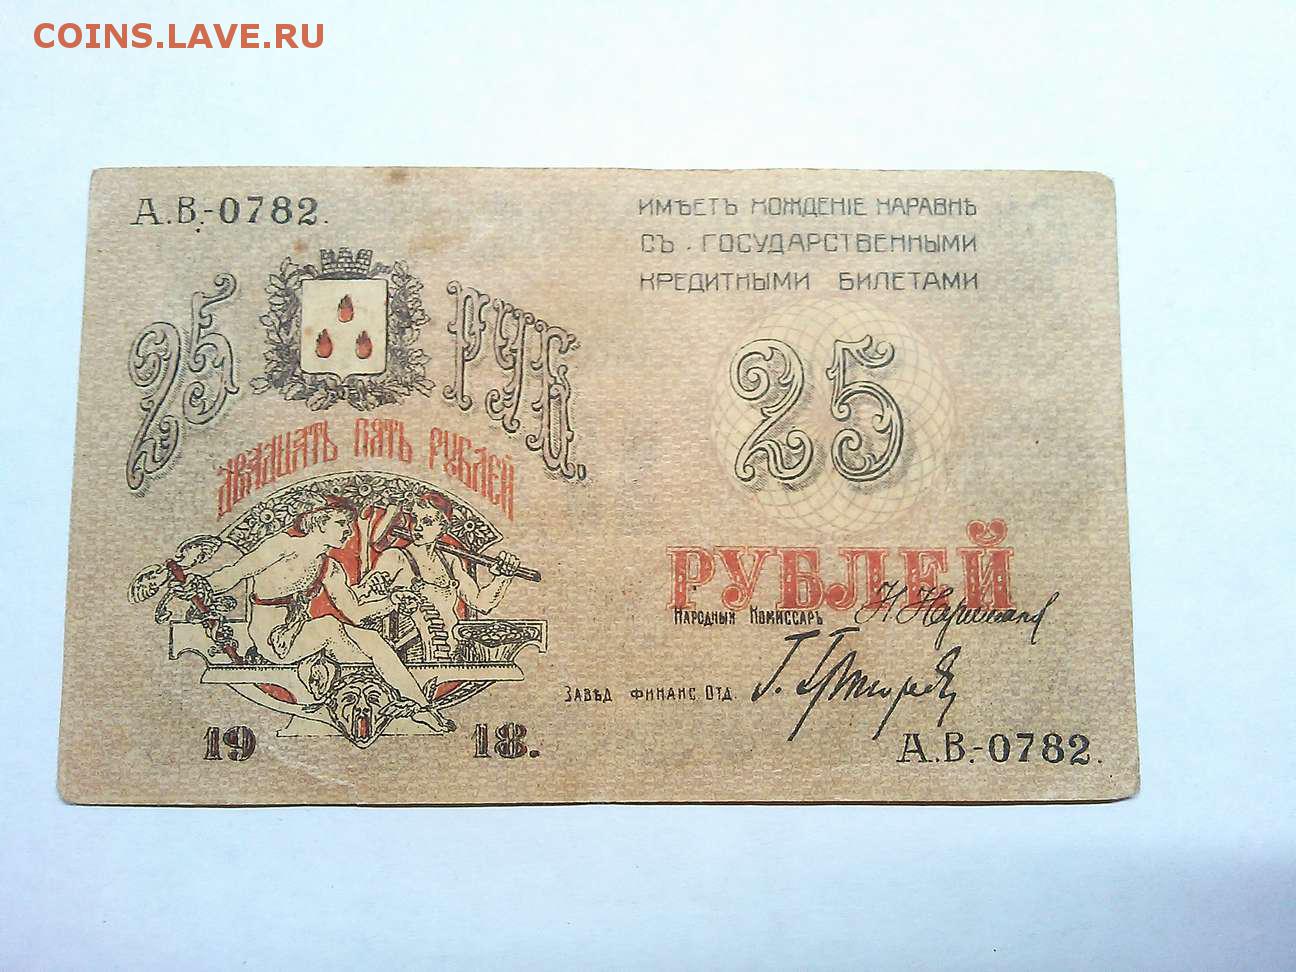 COINS.LAVE.RU
А.В.-0782.
ИМѢЕТЪ ХОЖДЕНІЕ НАРАВНѢ
СЪ ГОСУДАРСТВЕННЫМИ
КРЕДИТНЫМИ БИЛЕТАМИ
25 РУБ.
25
ДВАДЦАТЬ ПЯТЬ РУБЛЕЙ
РУБЛЕЙ
НАРОДНЫЙ КОМИССАРЪ
ЗАВѢД ФИНАНС. ОТД.
19 18.
А.В.-0782.